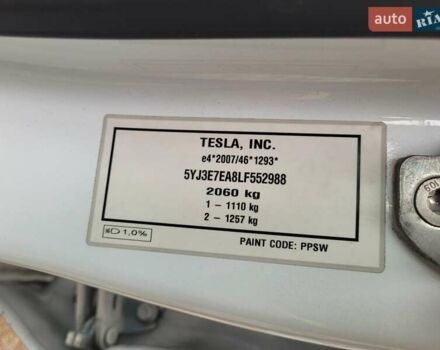 auto RIA
TESLA, INC.
e4*2007/46*1293*
5YJ3E7EA8LF552988
2060 kg
1 - 1110 kg
2 - 1257 kg
1.0%
PAINT CODE: PPSW